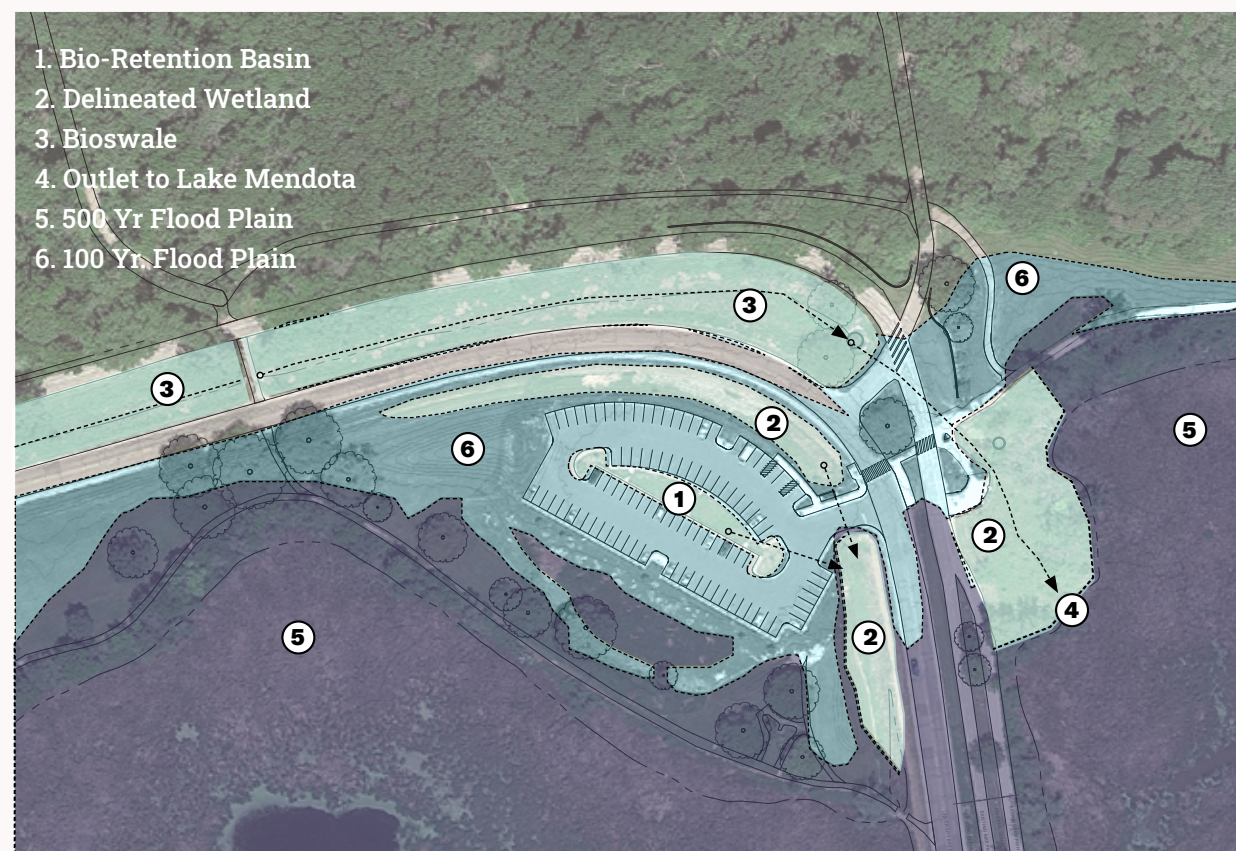 1. Bio-Retention Basin
2. Delineated Wetland
3. Bioswale
4. Outlet to Lake Mendota
5. 500 Yr Flood Plain
6. 100 Yr. Flood Plain
6
3
3
2
5
6
1
2
4
5
2